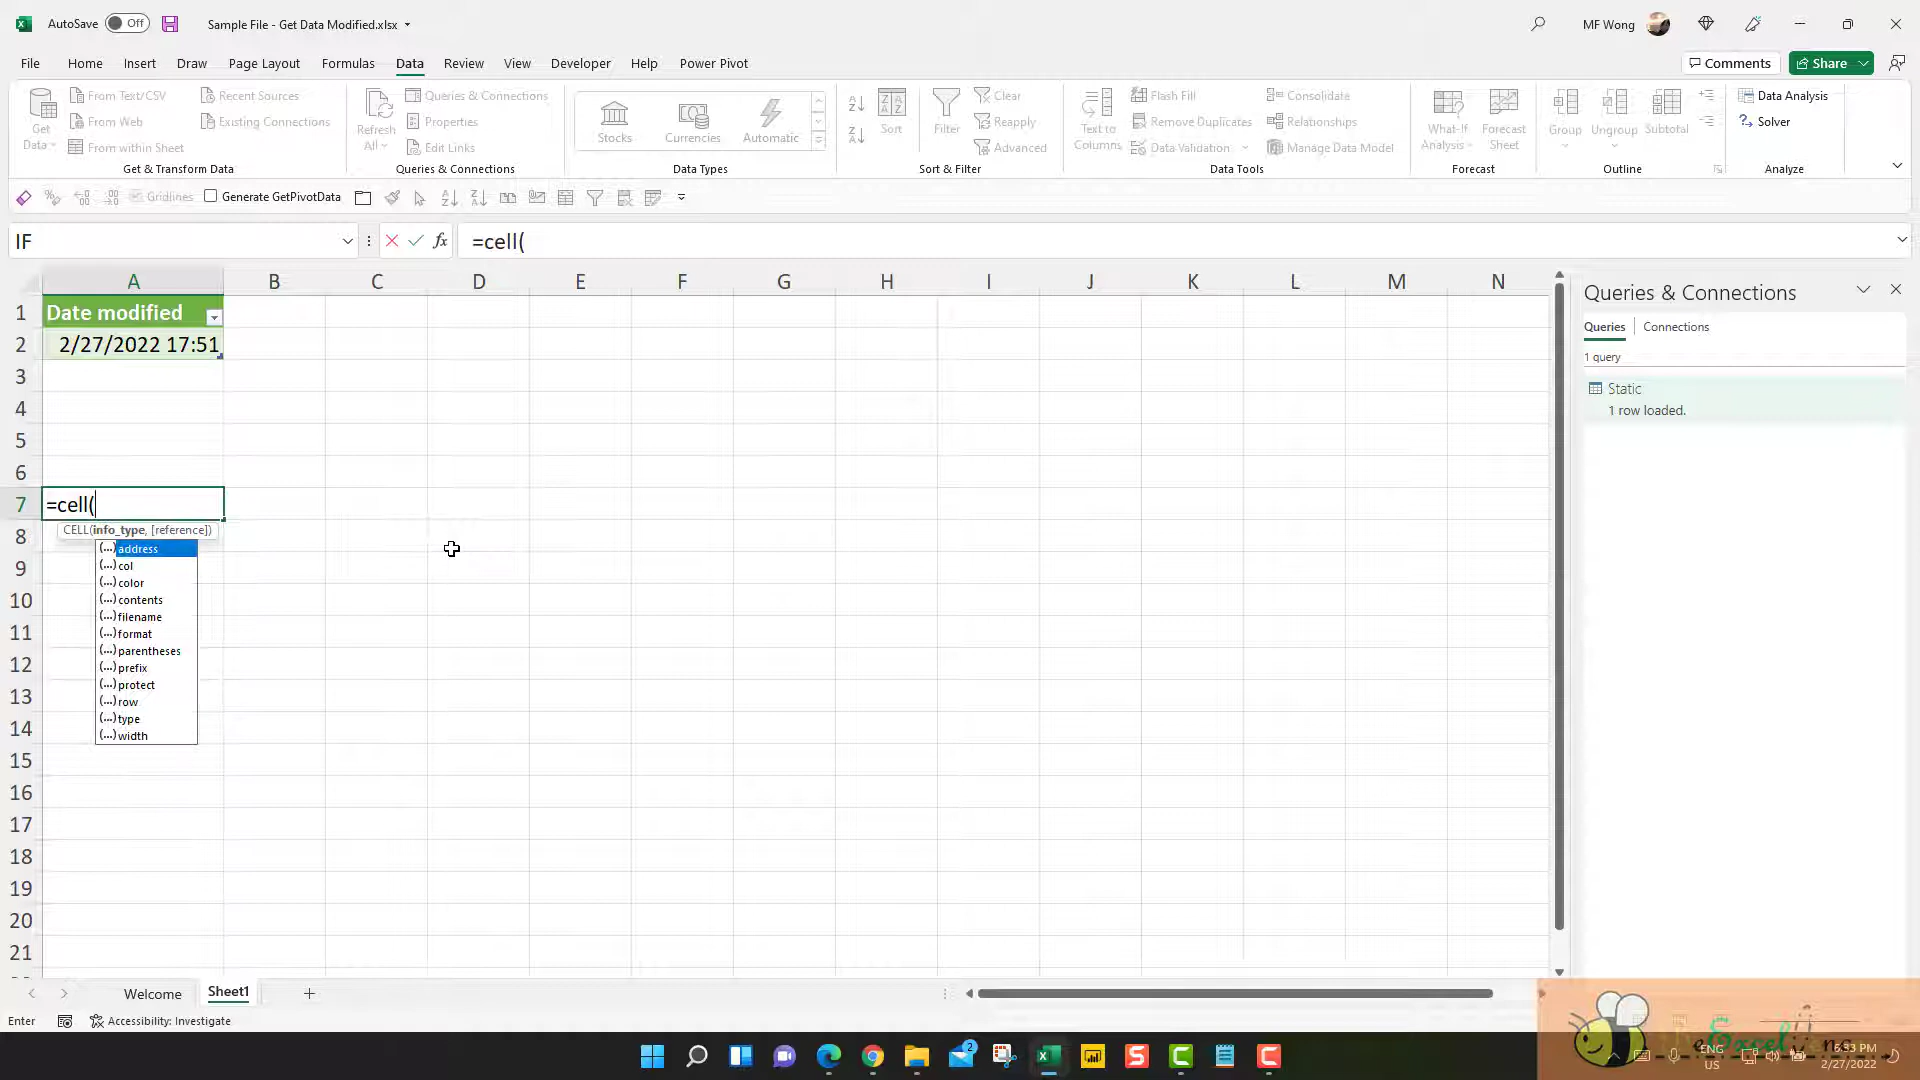 AutoSave Off Sample File - Get Data Modified.xlsx MF Wong
File Home Insert Draw Page Layout Formulas Data Review View Developer Help Power Pivot Comments Share
Get Data From Text/CSV From Web From within Sheet Recent Sources Existing Connections
Get & Transform Data
Refresh All Queries & Connections Properties Edit Links
Queries & Connections
Stocks Currencies Automatic
Data Types
Sort Filter Clear Reapply Advanced
Sort & Filter
Text to Columns Flash Fill Remove Duplicates Data Validation Consolidate Relationships Manage Data Model
Data Tools
What-If Analysis Forecast Sheet
Forecast
Group Ungroup Subtotal
Outline
Data Analysis
Solver
Analyze
Gridlines Generate GetPivotData
IF fx =cell(
A B C D E F G H I J K L M N
1 Date modified
2 2/27/2022 17:51
3
4
5
6
7 =cell(
CELL(info_type, [reference])
8
(...) address
9
(...) col
(...) color
10
(...) contents
(...) filename
11
(...) format
12
(...) parentheses
(...) prefix
13
(...) protect
(...) row
14
(...) type
(...) width
15
16
17
18
19
20
21
Queries & Connections
Queries Connections
1 query
Static
1 row loaded.
Welcome Sheet1
Enter Accessibility: Investigate
2
ENG
US
6:33 PM
2/27/2022